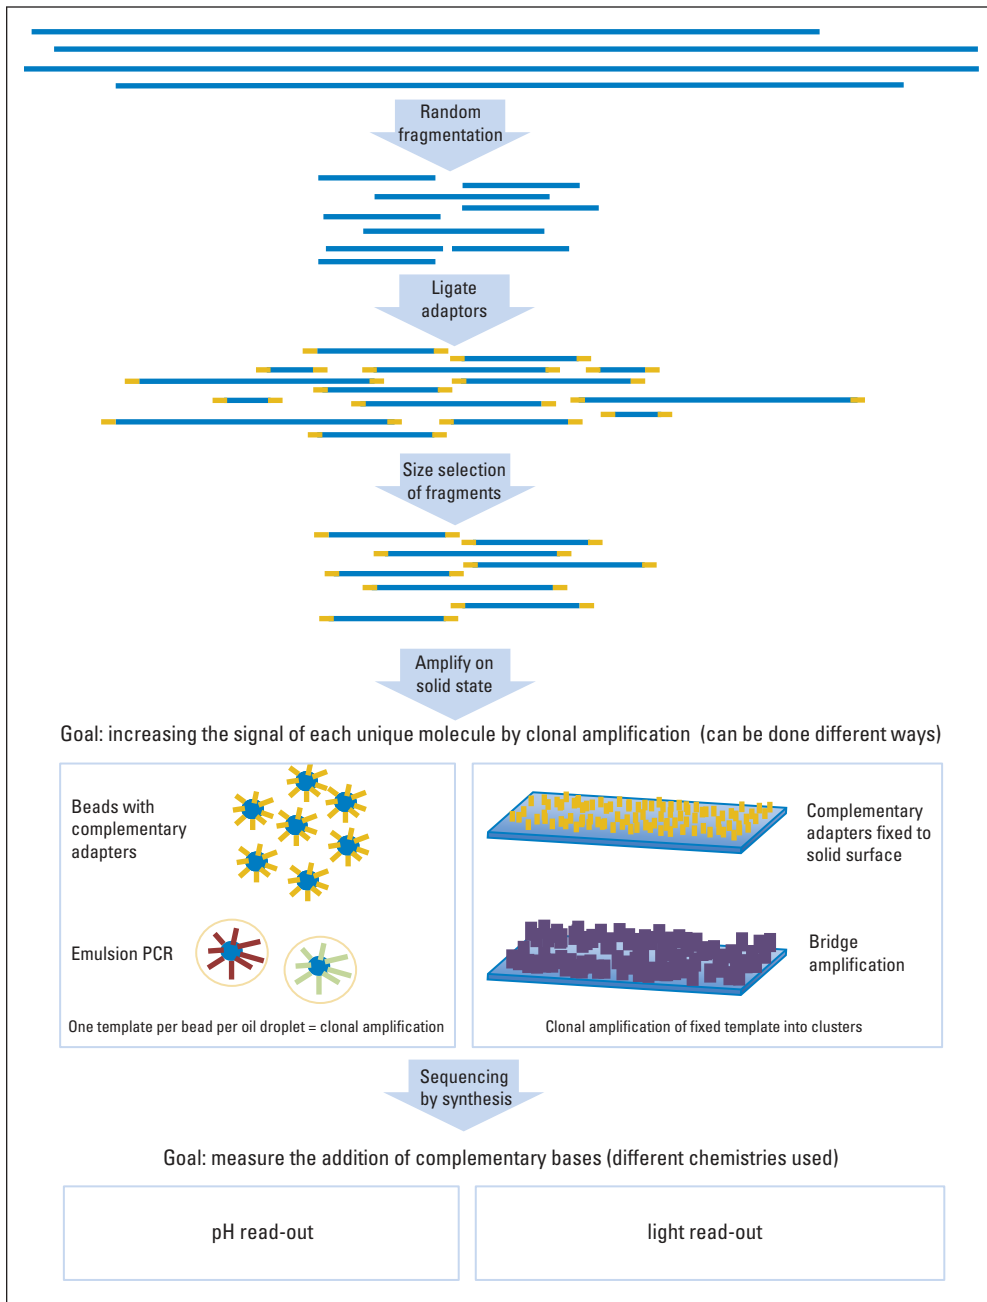 Random
fragmentation
Ligate
adaptors
Size selection
of fragments
Amplify on
solid state
Goal: increasing the signal of each unique molecule by clonal amplification (can be done different ways)
Beads with
complementary
adapters
Emulsion PCR
One template per bead per oil droplet = clonal amplification
Complementary
adapters fixed to
solid surface
Bridge
amplification
Clonal amplification of fixed template into clusters
Sequencing
by synthesis
Goal: measure the addition of complementary bases (different chemistries used)
pH read-out
light read-out